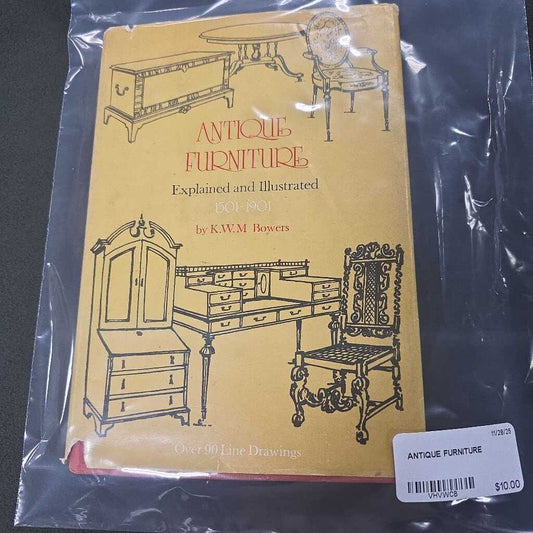 ANTIQUE
FURNITURE
Explained and Illustrated
1501-1901
by K.W.M Bowers
Over 90 Line Drawings
11/28/25
ANTIQUE FURNITURE
VHVWCB
$10.00